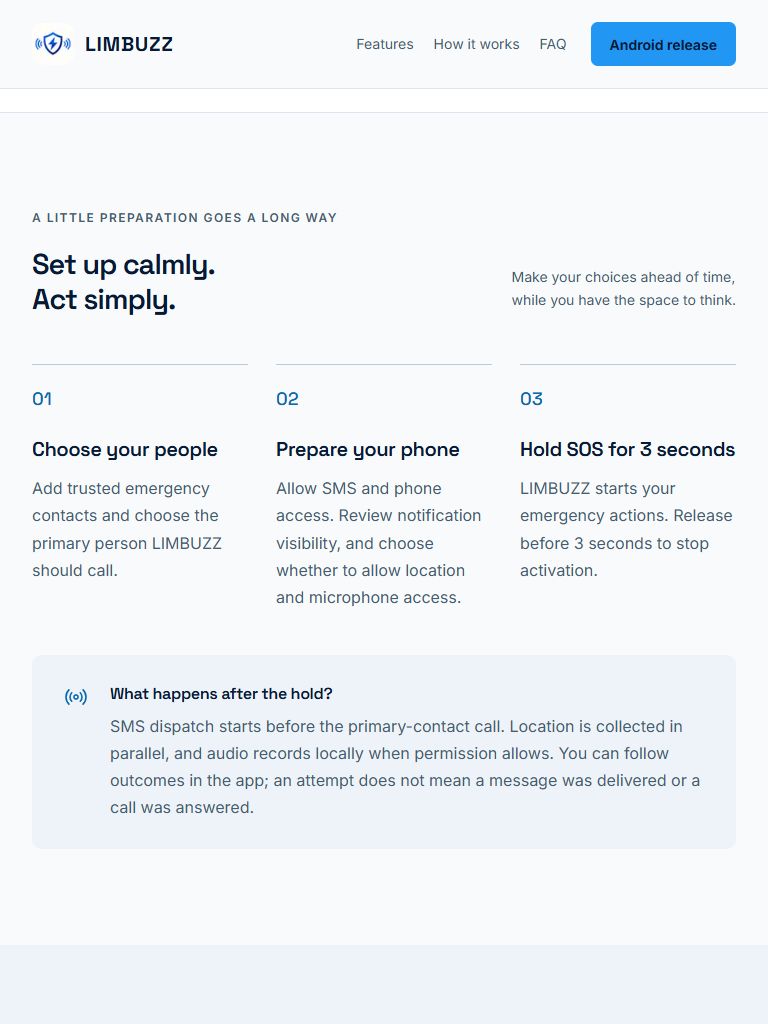 LIMBUZZ
Features
How it works
FAQ
Android release
A LITTLE PREPARATION GOES A LONG WAY
Set up calmly.
Act simply.
Make your choices ahead of time,
while you have the space to think.
01
Choose your people
Add trusted emergency
contacts and choose the
primary person LIMBUZZ
should call.
02
Prepare your phone
Allow SMS and phone
access. Review notification
visibility, and choose
whether to allow location
and microphone access.
03
Hold SOS for 3 seconds
LIMBUZZ starts your
emergency actions. Release
before 3 seconds to stop
activation.
What happens after the hold?
SMS dispatch starts before the primary-contact call. Location is collected in
parallel, and audio records locally when permission allows. You can follow
outcomes in the app; an attempt does not mean a message was delivered or a
call was answered.